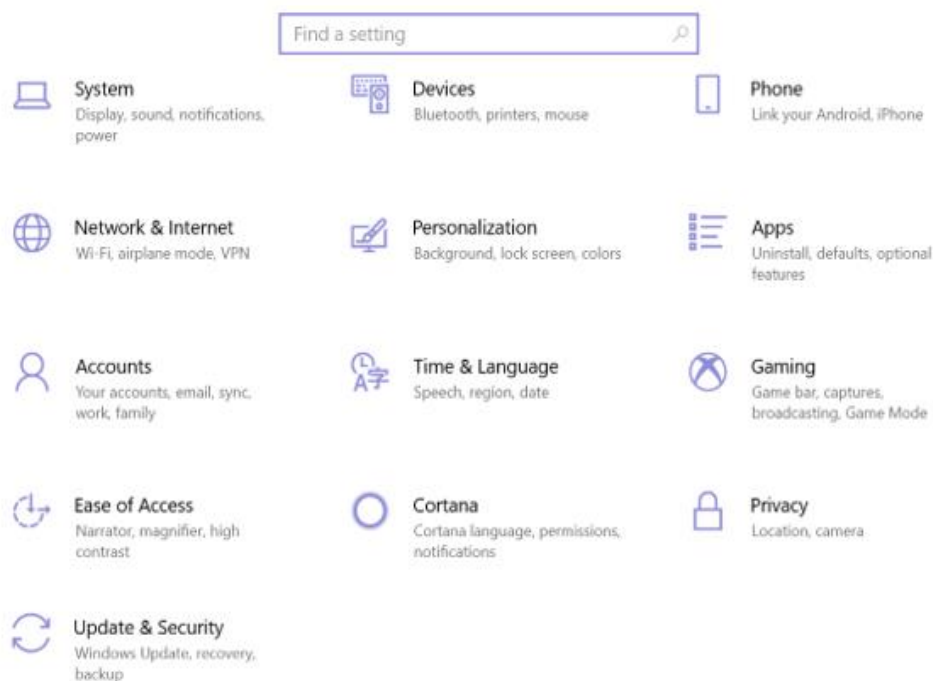 Find a setting
System
Display, sound, notifications,
power
Devices
Bluetooth, printers, mouse
Phone
Link your Android, iPhone
Network & Internet
Wi-Fi, airplane mode, VPN
Personalization
Background, lock screen, colors
Apps
Uninstall, defaults, optional
features
Accounts
Your accounts, email, sync,
work, family
Time & Language
Speech, region, date
Gaming
Game bar, captures,
broadcasting, Game Mode
Ease of Access
Narrator, magnifier, high
contrast
Cortana
Cortana language, permissions,
notifications
Privacy
Location, camera
Update & Security
Windows Update, recovery,
backup